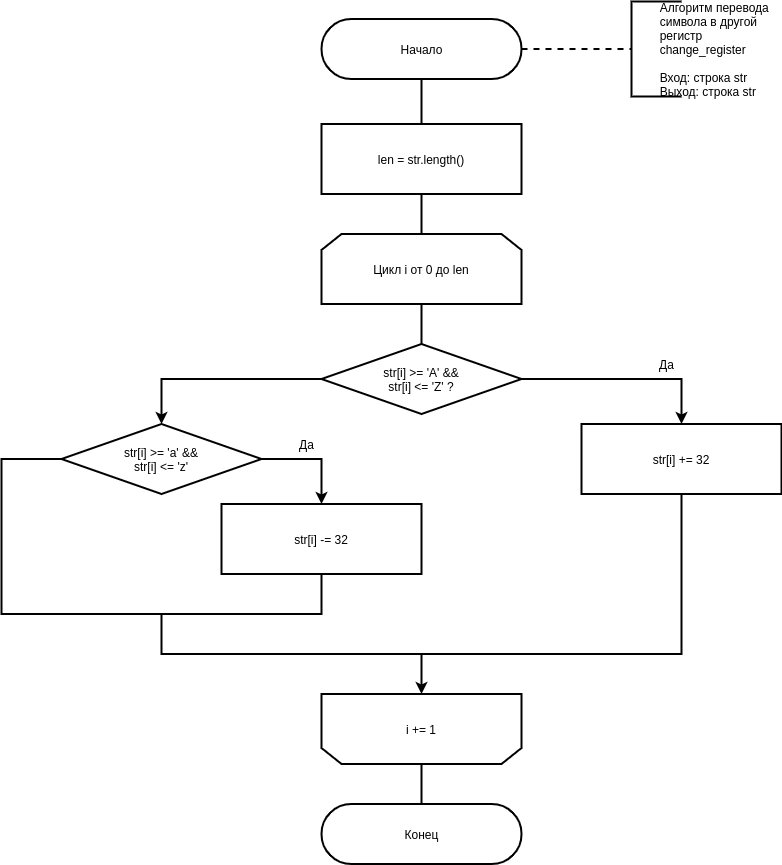 Начало
Алгоритм перевода
символа в другой
регистр
change_register
Вход: строка str
Выход: строка str
len = str.length()
Цикл i от 0 до len
str[i] >= 'A' &&
str[i] <= 'Z' ?
Да
str[i] >= 'a' &&
str[i] <= 'z'
Да
str[i] += 32
str[i] -= 32
i += 1
Конец